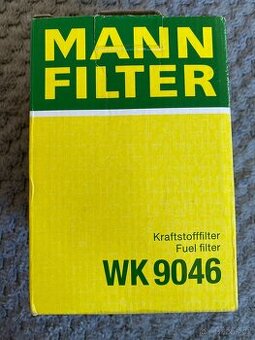 MANN
FILTER
Kraftstofffilter
Fuel filter
WK 9046